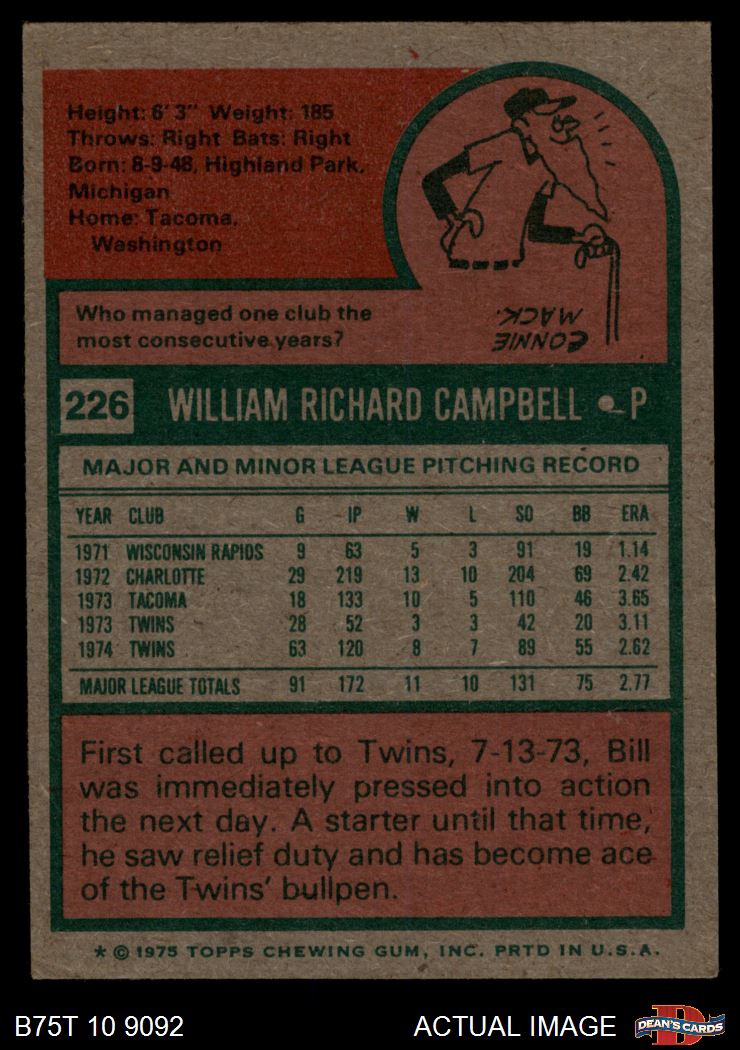 Height: 6' 3" Weight: 185
Throws: Right Bats: Right
Born: 8-9-48, Highland Park,
Michigan
Home: Tacoma,
Washington
Who managed one club the
most consecutive years?
CONNIE
MACK.
226 WILLIAM RICHARD CAMPBELL P
MAJOR AND MINOR LEAGUE PITCHING RECORD
YEAR CLUB G IP W L SO BB ERA
1971 WISCONSIN RAPIDS 9 63 5 3 91 19 1.14
1972 CHARLOTTE 29 219 13 10 204 69 2.42
1973 TACOMA 18 133 10 5 110 46 3.65
1973 TWINS 28 52 3 3 42 20 3.11
1974 TWINS 63 120 8 7 89 55 2.62
MAJOR LEAGUE TOTALS 91 172 11 10 131 75 2.77
First called up to Twins, 7-13-73, Bill
was immediately pressed into action
the next day. A starter until that time,
he saw relief duty and has become ace
of the Twins' bullpen.
* © 1975 TOPPS CHEWING GUM, INC. PRTD IN U.S.A.
B75T 10 9092 ACTUAL IMAGE D DEAN'S CARDS